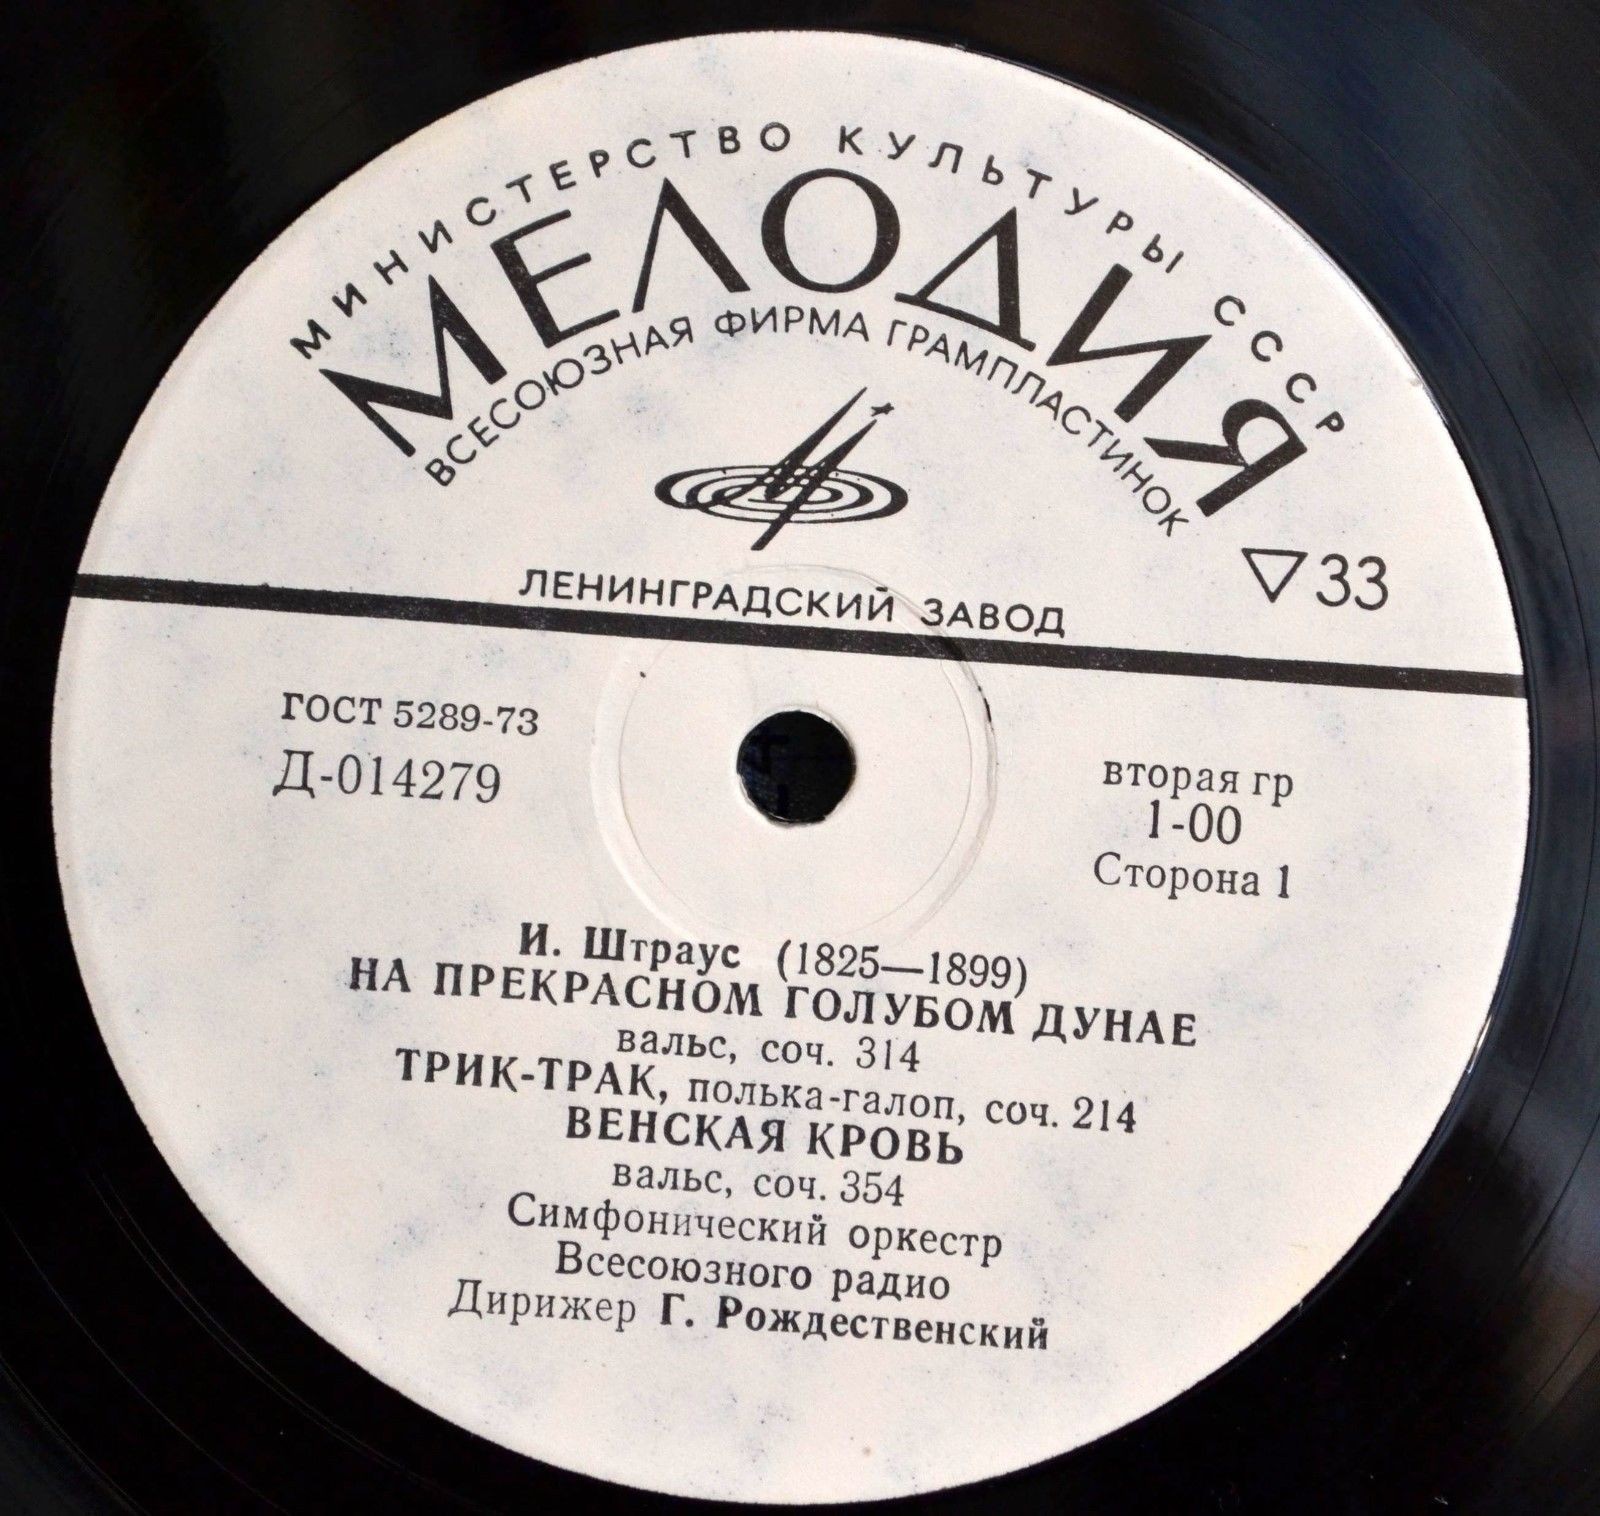 МИНИСТЕРСТВО КУЛЬТУРЫ СССР
МЕЛОДИЯ
ВСЕСОЮЗНАЯ ФИРМА ГРАМПЛАСТИНОК
33
ЛЕНИНГРАДСКИЙ ЗАВОД
ГОСТ 5289-73
Д-014279
вторая гр
1-00
Сторона 1
И. Штраус (1825—1899)
НА ПРЕКРАСНОМ ГОЛУБОМ ДУНАЕ
вальс, соч. 314
ТРИК-ТРАК, полька-галоп, соч. 214
ВЕНСКАЯ КРОВЬ
вальс, соч. 354
Симфонический оркестр
Всесоюзного радио
Дирижер Г. Рождественский